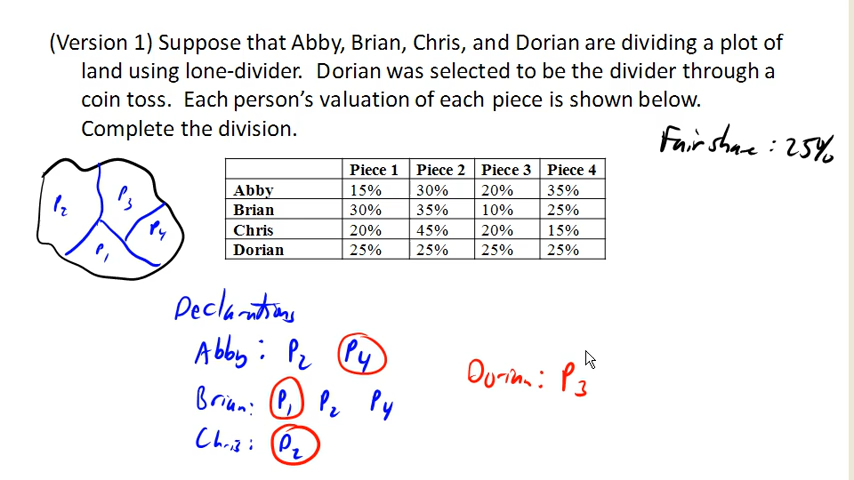 (Version 1) Suppose that Abby, Brian, Chris, and Dorian are dividing a plot of
land using lone-divider. Dorian was selected to be the divider through a
coin toss. Each person's valuation of each piece is shown below.
Complete the division.
Fair share : 25%
P2 P3 P4 P1
Piece 1 Piece 2 Piece 3 Piece 4
Abby 15% 30% 20% 35%
Brian 30% 35% 10% 25%
Chris 20% 45% 20% 15%
Dorian 25% 25% 25% 25%
Declarations
Abby : P2 P4
Brian: P1 P2 P4
Chris: P2
Dorian: P3